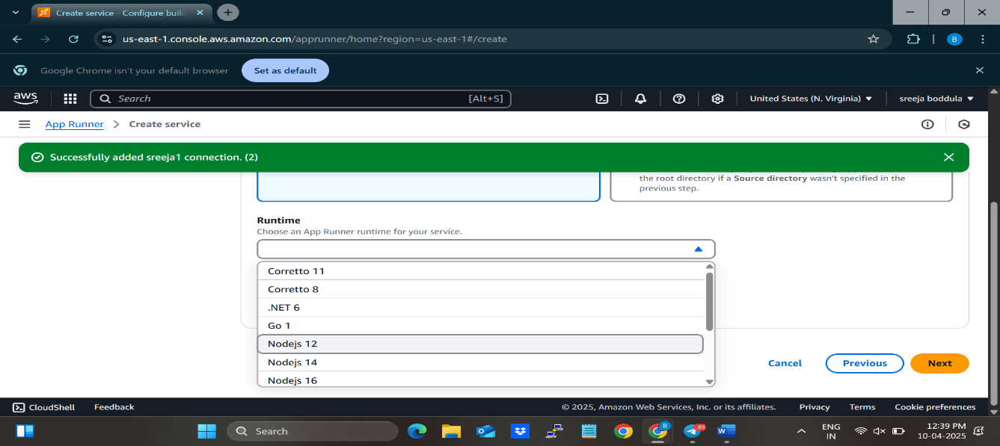 Create service - Configure build
us-east-1.console.aws.amazon.com/apprunner/home?region=us-east-1#/create
B
Google Chrome isn't your default browser
Set as default
aws
Search
[Alt+S]
United States (N. Virginia)
sreeja boddula
App Runner
Create service
Successfully added sreeja1 connection. (2)
the root directory if a Source directory wasn't specified in the
previous step.
Runtime
Choose an App Runner runtime for your service.
Corretto 11
Corretto 8
.NET 6
Go 1
Nodejs 12
Nodejs 14
Nodejs 16
Cancel
Previous
Next
CloudShell
Feedback
© 2025, Amazon Web Services, Inc. or its affiliates.
Privacy
Terms
Cookie preferences
Search
B
89
W
ENG
IN
12:39 PM
10-04-2025